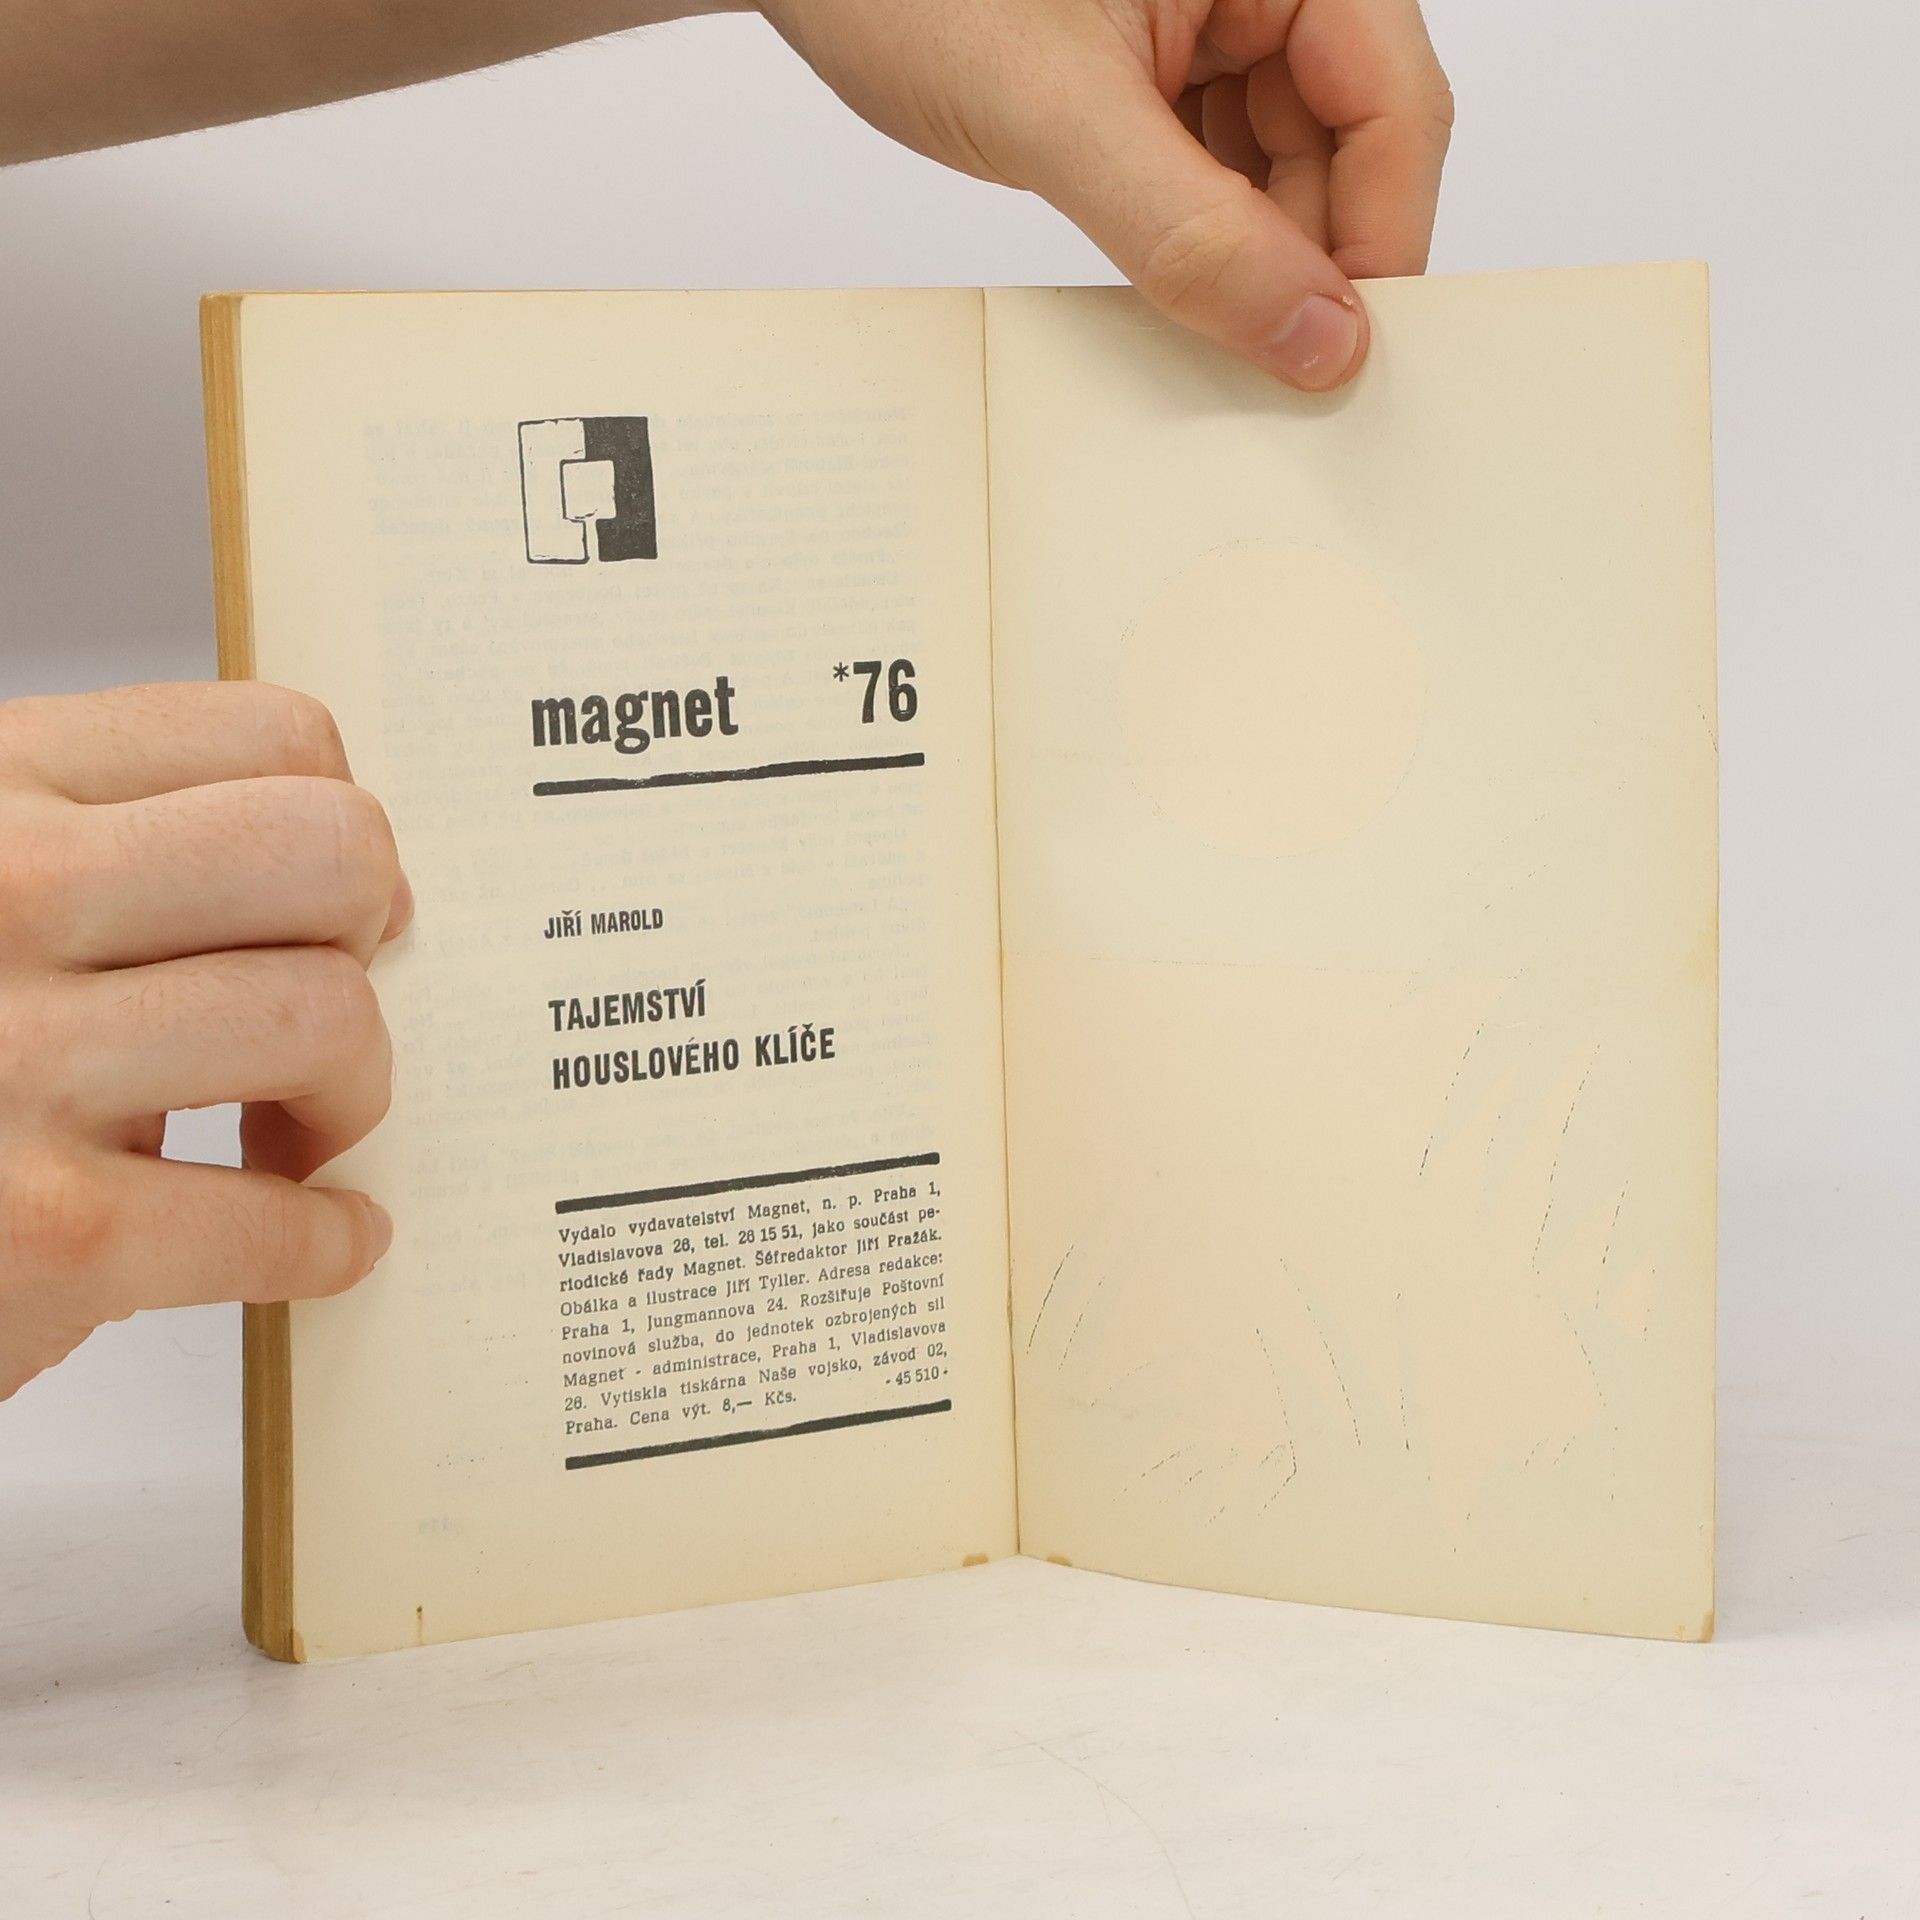 magnet *76
JIŘÍ MAROLD
TAJEMSTVÍ
HOUSLOVÉHO KLÍČE
Vydalo vydavatelství Magnet, n. p. Praha 1,
Vladislavova 26, tel. 26 15 51, jako součást pe-
riodické řady Magnet. Šéfredaktor Jiří Pražák.
Obálka a ilustrace Jiří Tyller. Adresa redakce:
Praha 1, Jungmannova 24. Rozšiřuje Poštovní
novinová služba, do jednotek ozbrojených sil
Magnet - administrace, Praha 1, Vladislavova
26. Vytiskla tiskárna Naše vojsko, závod 02,
Praha. Cena výt. 8,— Kčs. - 45 510 -